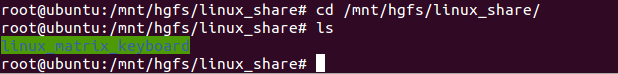 root@ubuntu:/mnt/hgfs/linux_share# cd /mnt/hgfs/linux_share/
root@ubuntu:/mnt/hgfs/linux_share# ls
linux_matrix_keyboard
root@ubuntu:/mnt/hgfs/linux_share#